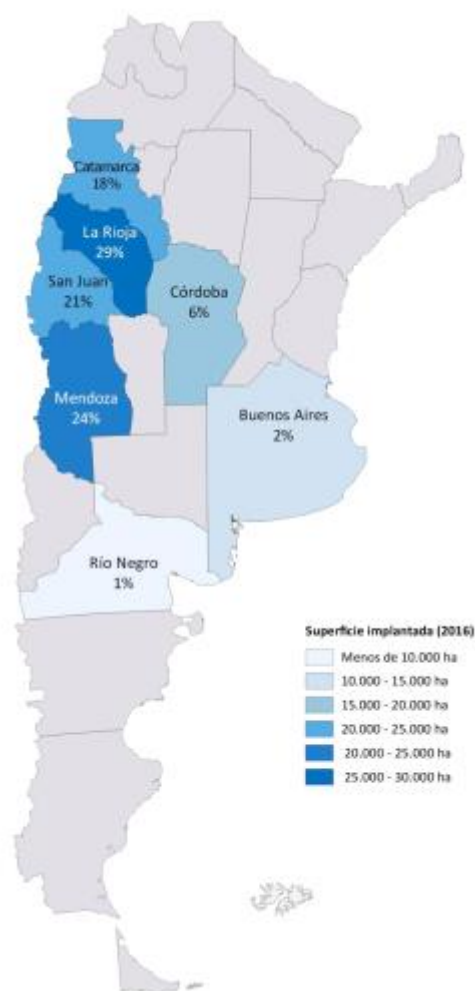 Catamarca
18%
La Rioja
29%
San Juan
21%
Córdoba
6%
Mendoza
24%
Buenos Aires
2%
Río Negro
1%
Superficie implantada (2016)
Menos de 10.000 ha
10.000 - 15.000 ha
15.000 - 20.000 ha
20.000 - 25.000 ha
20.000 - 25.000 ha
25.000 - 30.000 ha